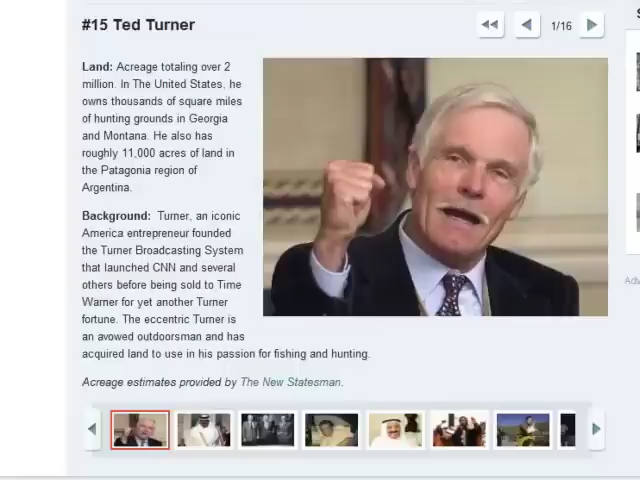 #15 Ted Turner
1/16
Land: Acreage totaling over 2
million. In The United States, he
owns thousands of square miles
of hunting grounds in Georgia
and Montana. He also has
roughly 11,000 acres of land in
the Patagonia region of
Argentina.
Background: Turner, an iconic
America entrepreneur founded
the Turner Broadcasting System
that launched CNN and several
others before being sold to Time
Warner for yet another Turner
fortune. The eccentric Turner is
an avowed outdoorsman and has
acquired land to use in his passion for fishing and hunting.
Acreage estimates provided by The New Statesman.